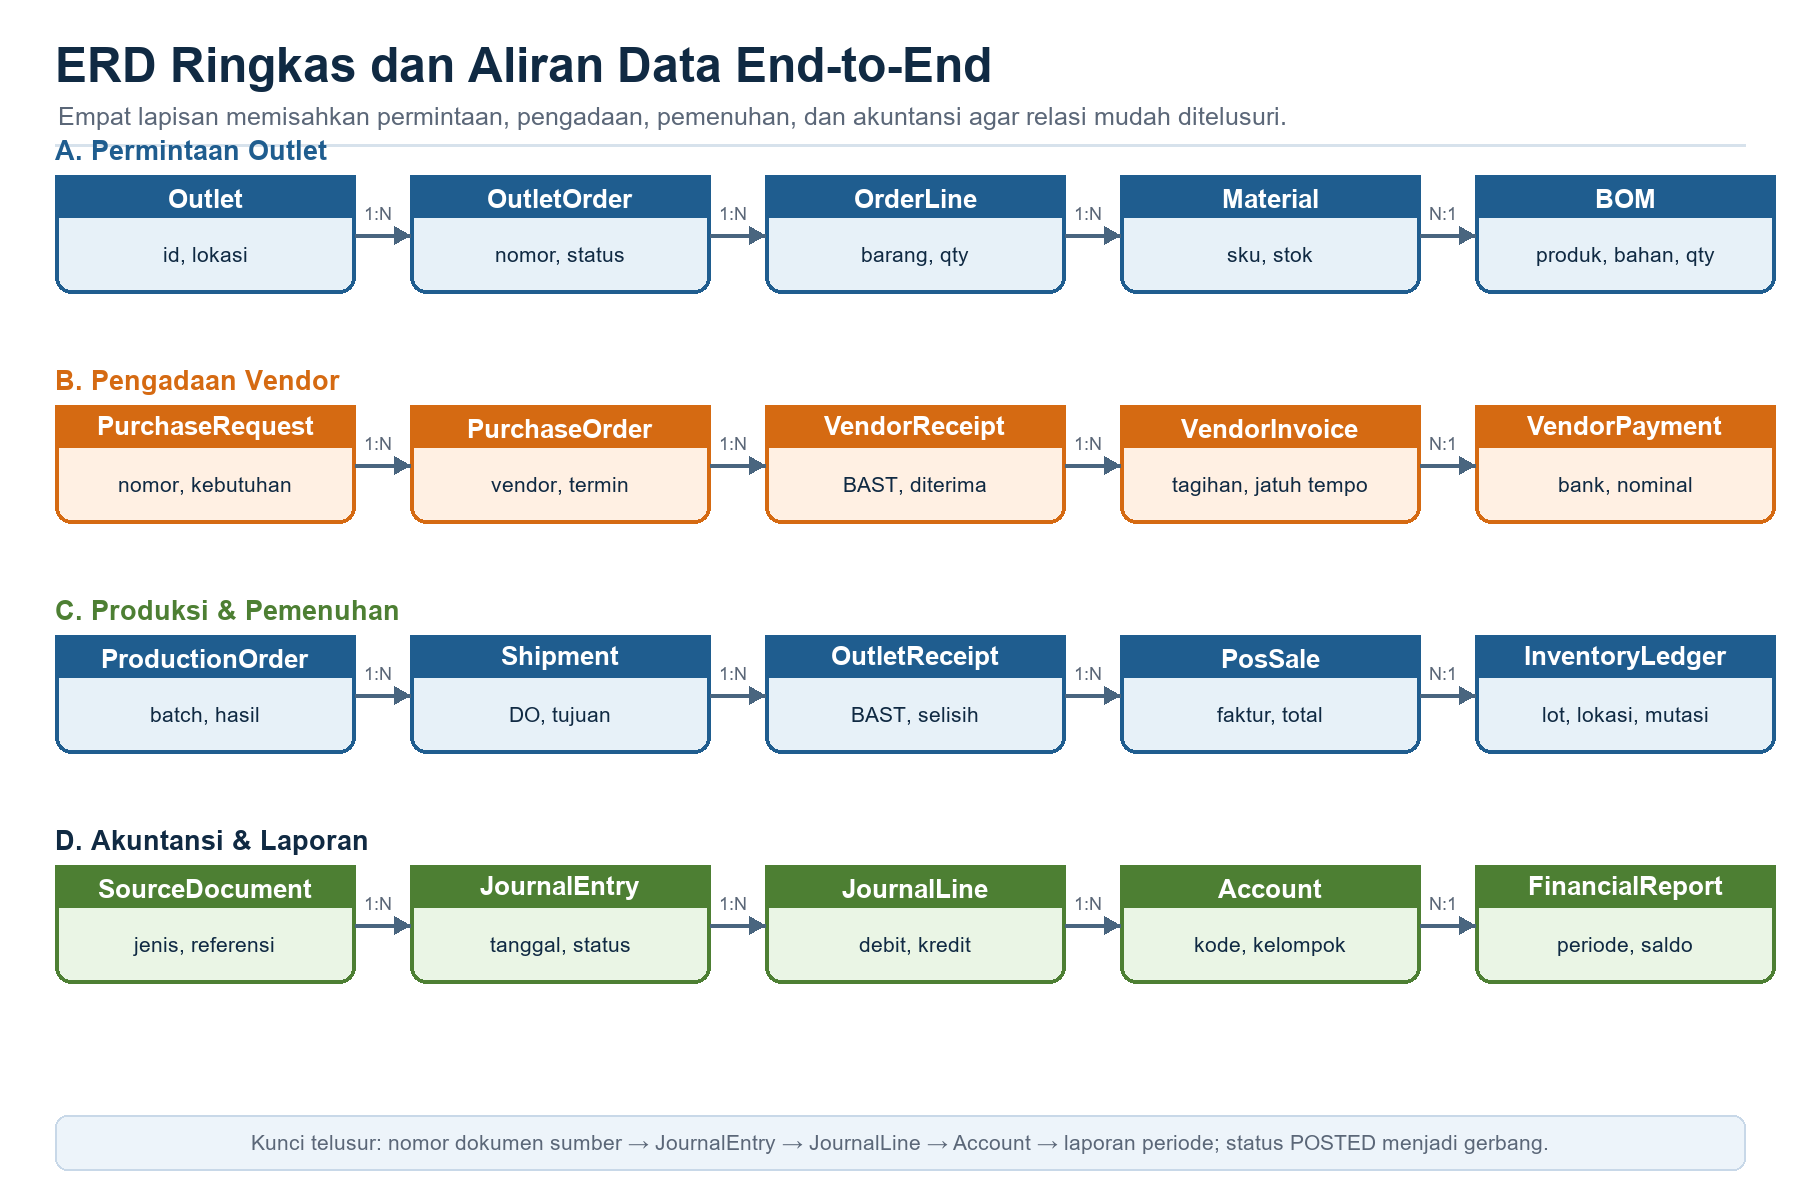 ERD Ringkas dan Aliran Data End-to-End
Empat lapisan memisahkan permintaan, pengadaan, pemenuhan, dan akuntansi agar relasi mudah ditelusuri.
A. Permintaan Outlet
Outlet
id, lokasi
1:N
OutletOrder
nomor, status
1:N
OrderLine
barang, qty
1:N
Material
sku, stok
N:1
BOM
produk, bahan, qty
B. Pengadaan Vendor
PurchaseRequest
nomor, kebutuhan
1:N
PurchaseOrder
vendor, termin
1:N
VendorReceipt
BAST, diterima
1:N
VendorInvoice
tagihan, jatuh tempo
N:1
VendorPayment
bank, nominal
C. Produksi & Pemenuhan
ProductionOrder
batch, hasil
1:N
Shipment
DO, tujuan
1:N
OutletReceipt
BAST, selisih
1:N
PosSale
faktur, total
N:1
InventoryLedger
lot, lokasi, mutasi
D. Akuntansi & Laporan
SourceDocument
jenis, referensi
1:N
JournalEntry
tanggal, status
1:N
JournalLine
debit, kredit
1:N
Account
kode, kelompok
N:1
FinancialReport
periode, saldo
Kunci telusur: nomor dokumen sumber → JournalEntry → JournalLine → Account → laporan periode; status POSTED menjadi gerbang.